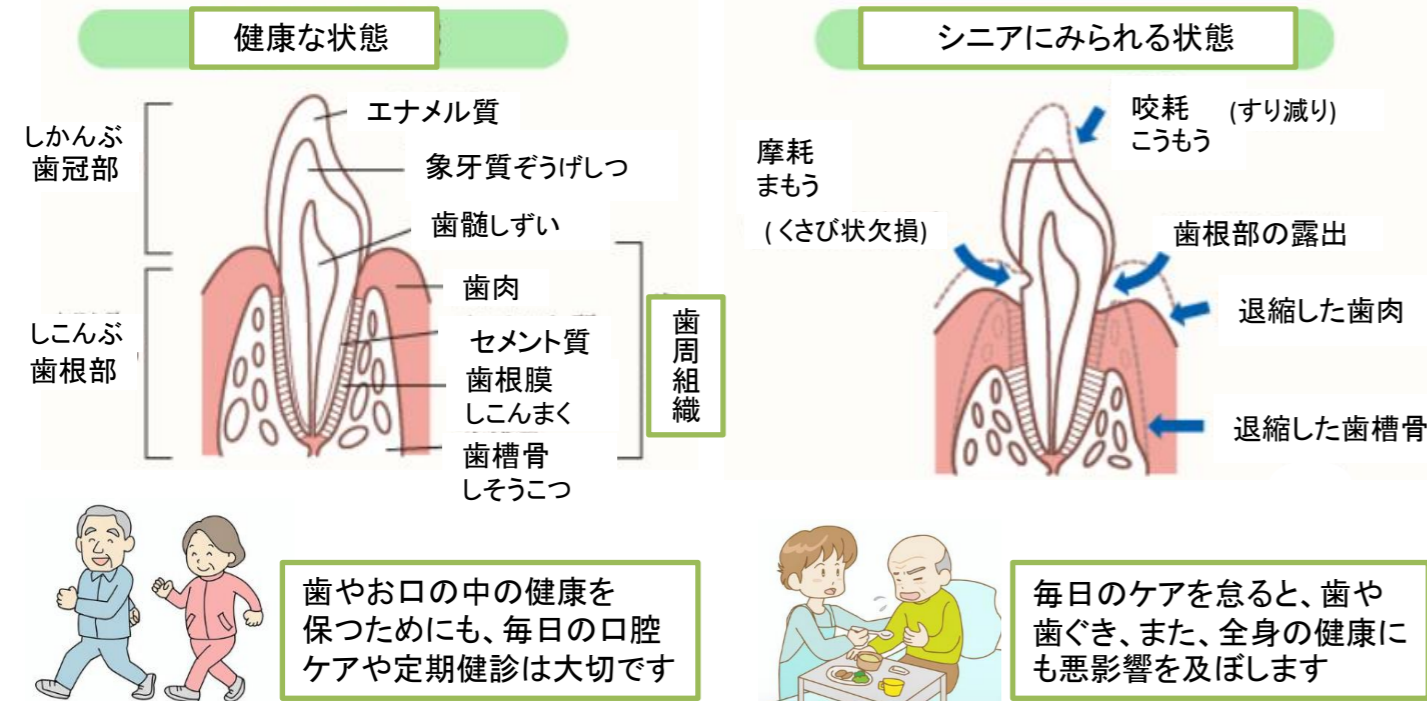 健康な状態
しかんぶ
歯冠部
エナメル質
象牙質ぞうげしつ
歯髄しずい
歯肉
しこんぶ
歯根部
セメント質
歯根膜
しこんまく
歯槽骨
しそうこつ
歯周組織
歯やお口の中の健康を
保つためにも、毎日の口腔
ケアや定期健診は大切です
シニアにみられる状態
咬耗 (すり減り)
こうもう
摩耗
まもう
(くさび状欠損)
歯根部の露出
退縮した歯肉
退縮した歯槽骨
毎日のケアを怠ると、歯や
歯ぐき、また、全身の健康に
も悪影響を及ぼします